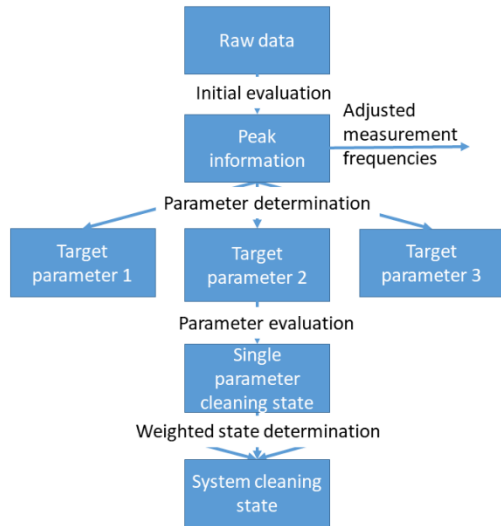 Raw data
Initial evaluation
Peak
information
Adjusted
measurement
frequencies
Parameter determination
Target
parameter 1
Target
parameter 2
Target
parameter 3
Parameter evaluation
Single
parameter
cleaning state
Weighted state determination
System cleaning
state